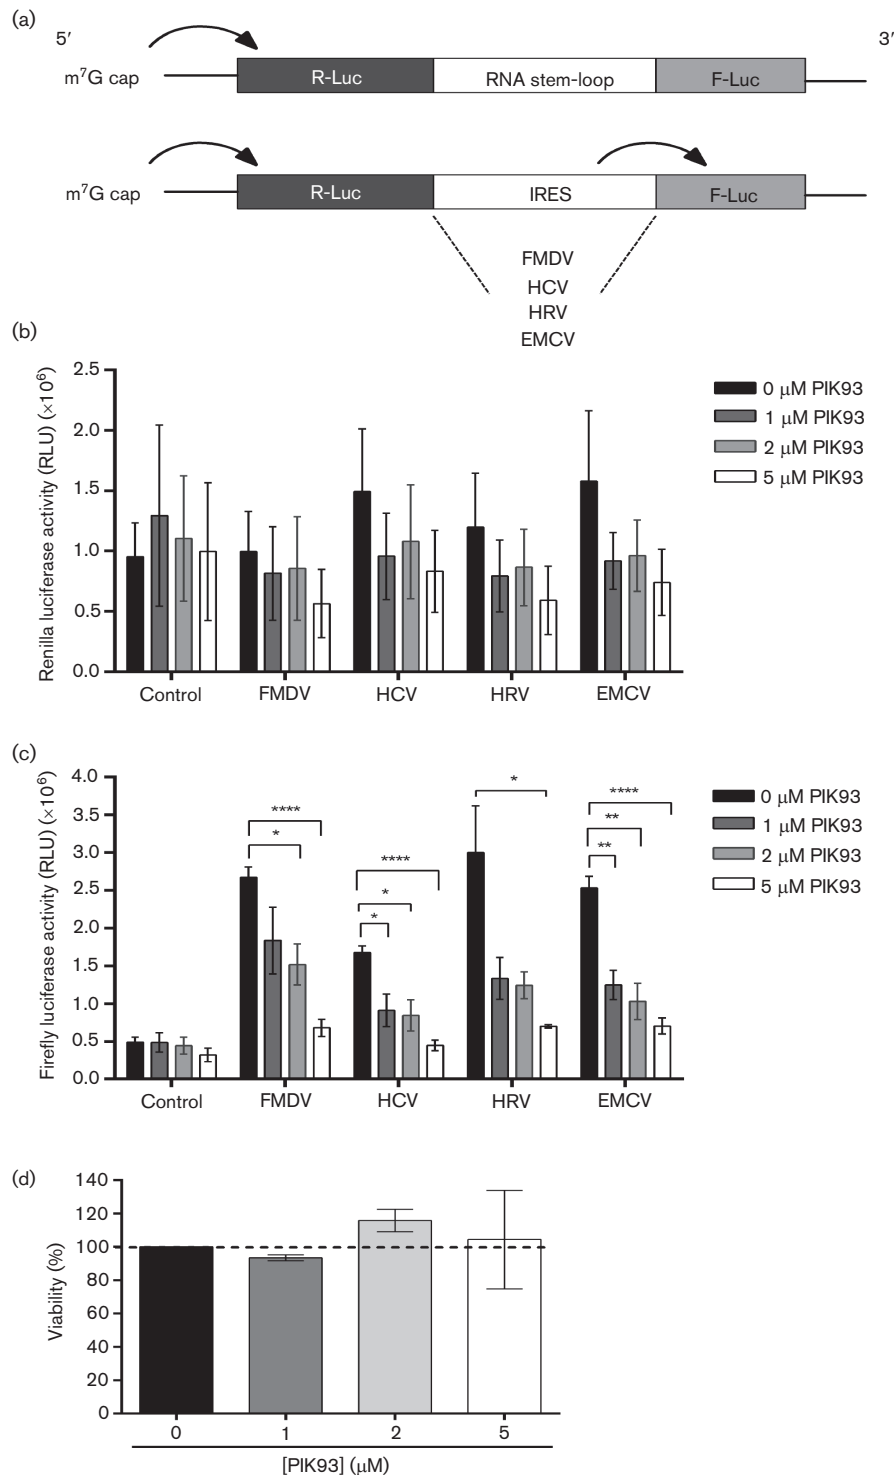 (a)
5′ 3′
m⁷G cap R-Luc RNA stem-loop F-Luc
m⁷G cap R-Luc IRES F-Luc
FMDV
HCV
HRV
EMCV
(b)
Renilla luciferase activity (RLU) (×10⁶)
2.5
2.0
1.5
1.0
0.5
0.0
Control FMDV HCV HRV EMCV
0 μM PIK93
1 μM PIK93
2 μM PIK93
5 μM PIK93
(c)
Firefly luciferase activity (RLU) (×10⁶)
4.0
3.5
3.0
2.5
2.0
1.5
1.0
0.5
0.0
****
*
****
*
*
*
****
**
**
Control FMDV HCV HRV EMCV
0 μM PIK93
1 μM PIK93
2 μM PIK93
5 μM PIK93
(d)
Viability (%)
140
120
100
80
60
40
20
0
0 1 2 5
[PIK93] (μM)